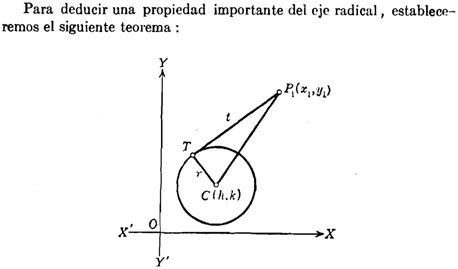 Para deducir una propiedad importante del eje radical, establece-
remos el siguiente teorema :
Y
P₁(x₁,y₁)
t
T
r
C(h,k)
O
X' X
Y'